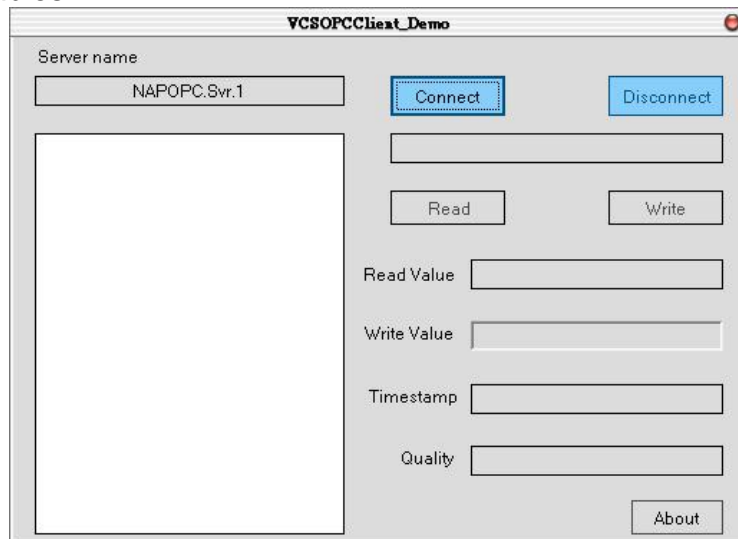 VCSOPCClient_Demo
Server name
NAPOPC.Svr.1
Connect
Disconnect
Read
Write
Read Value
Write Value
Timestamp
Quality
About